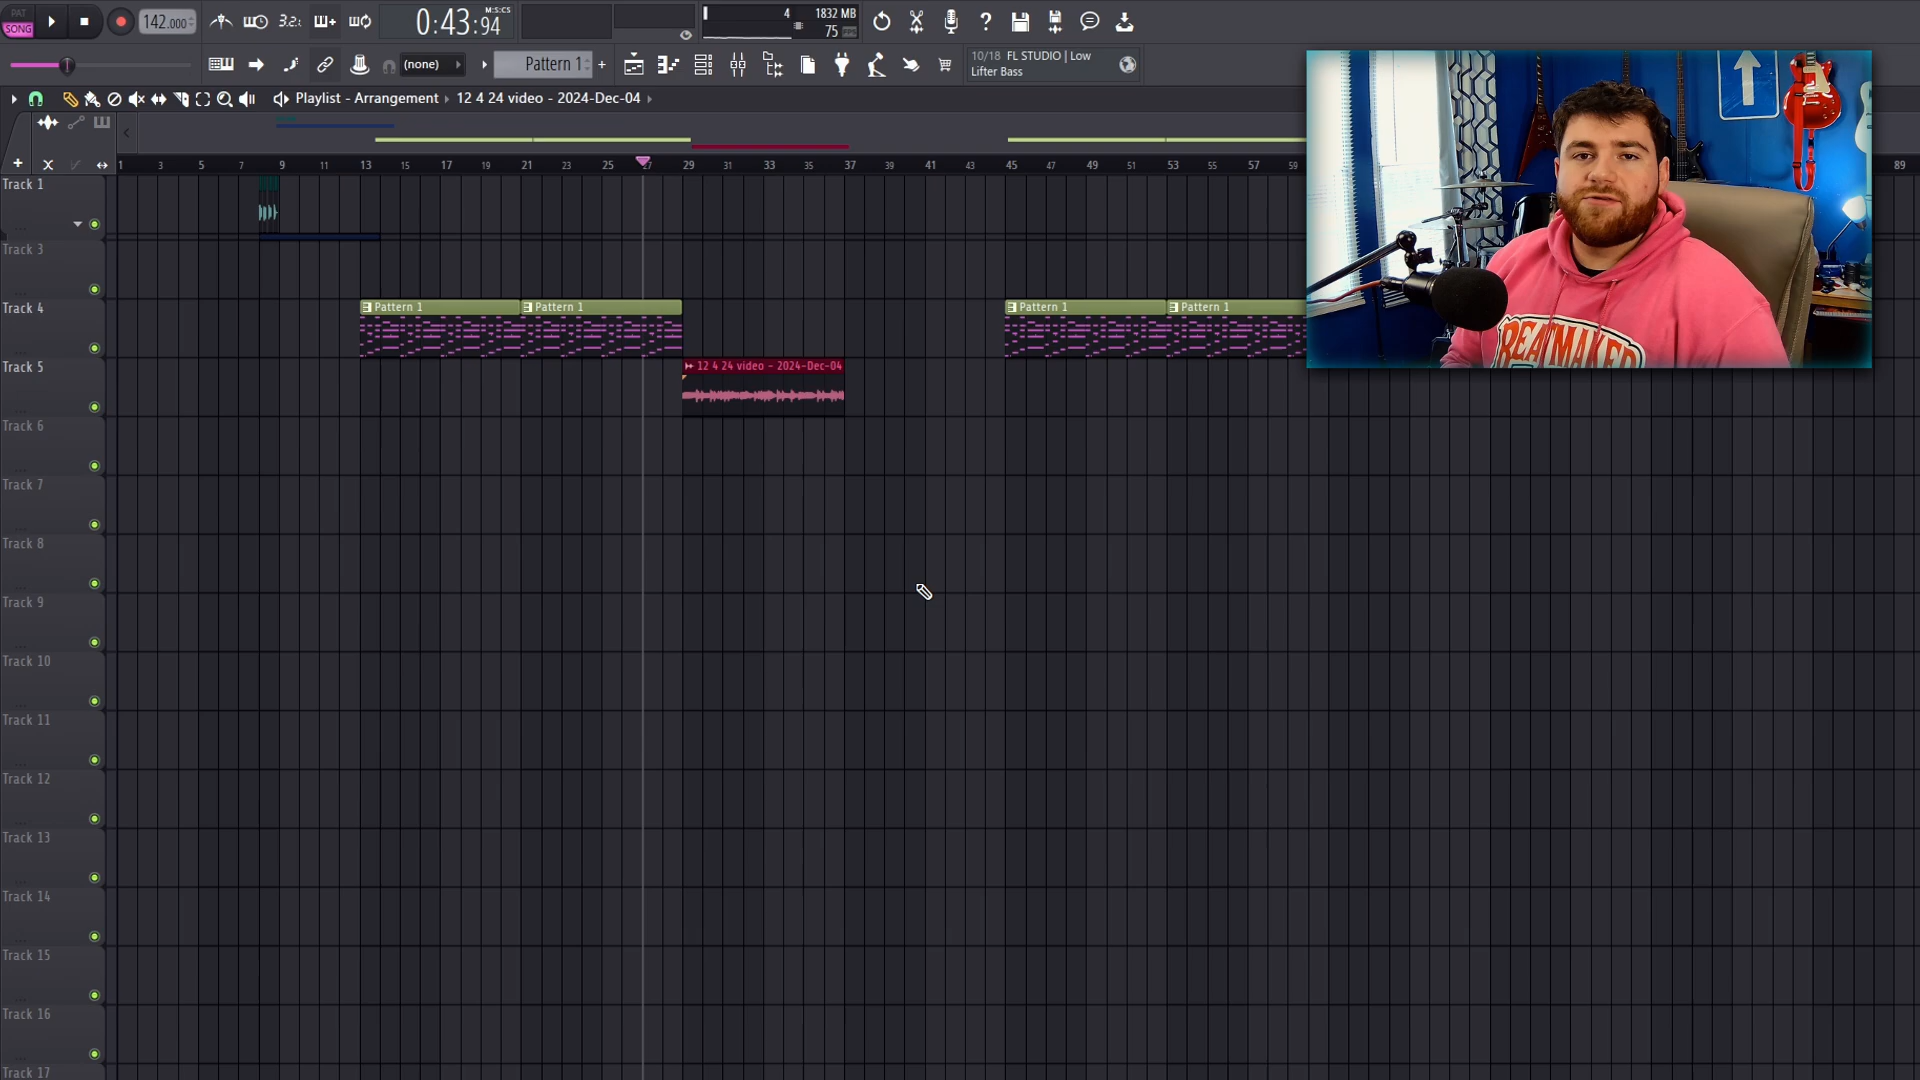 PAT
SONG
142.000
3.2.
0:43:94
M:S:CS
4
1832 MB
75
(none)
Pattern 1
10/18 FL STUDIO | Low
Lifter Bass
Playlist - Arrangement
12 4 24 video - 2024-Dec-04
1 3 5 7 9 11 13 15 17 19 21 23 25 27 29 31 33 35 37 39 41 43 45 47 49 51 53 55 57 59 89
Track 1
Track 3
Track 4
Pattern 1
Pattern 1
Pattern 1
Pattern 1
Track 5
12 4 24 video - 2024-Dec-04
Track 6
Track 7
Track 8
Track 9
Track 10
Track 11
Track 12
Track 13
Track 14
Track 15
Track 16
Track 17